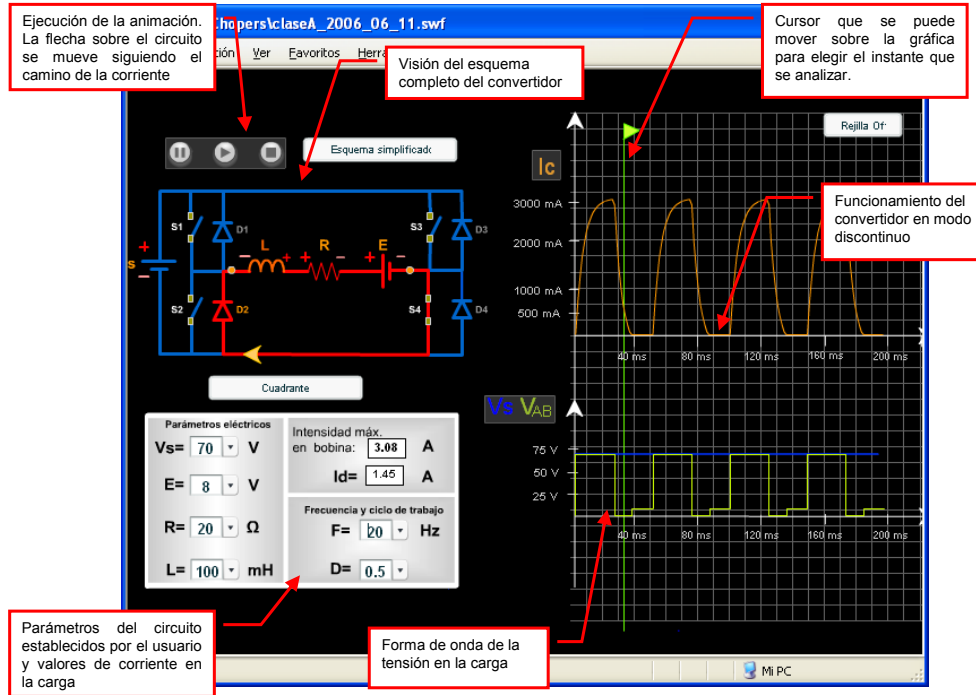 Ejecución de la animación.
La flecha sobre el circuito
se mueve siguiendo el
camino de la corriente
hopers\claseA_2006_06_11.swf
Ver Favoritos
Visión del esquema
completo del convertidor
Cursor que se puede
mover sobre la gráfica
para elegir el instante que
se analizar.
Esquema simplificado
Rejilla Of
Ic
3000 mA
2000 mA
1000 mA
500 mA
40 ms 80 ms 120 ms 160 ms 200 ms
Funcionamiento del
convertidor en modo
discontinuo
S1 D1 L R E S3 D3
s
S2 D2 S4 D4
+ - - + + - + -
Cuadrante
Vs VAB
75 V
50 V
25 V
40 ms 80 ms 120 ms 160 ms 200 ms
Parámetros eléctricos
Vs= 70 V
E= 8 V
R= 20 Ω
L= 100 mH
Intensidad máx.
en bobina: 3.08 A
Id= 1.45 A
Frecuencia y ciclo de trabajo
F= 20 Hz
D= 0.5
Parámetros del circuito
establecidos por el usuario
y valores de corriente en
la carga
Forma de onda de la
tensión en la carga
Mi PC